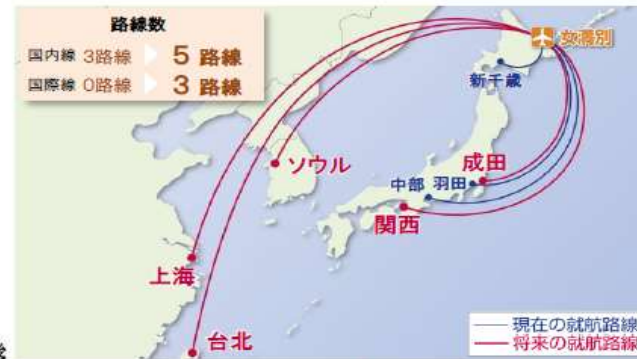 路線数
国内線 3路線 5 路線
国際線 0路線 3 路線
女満別
新千歳
ソウル
成田
中部 羽田
関西
上海
台北
現在の就航路線
将来の就航路線